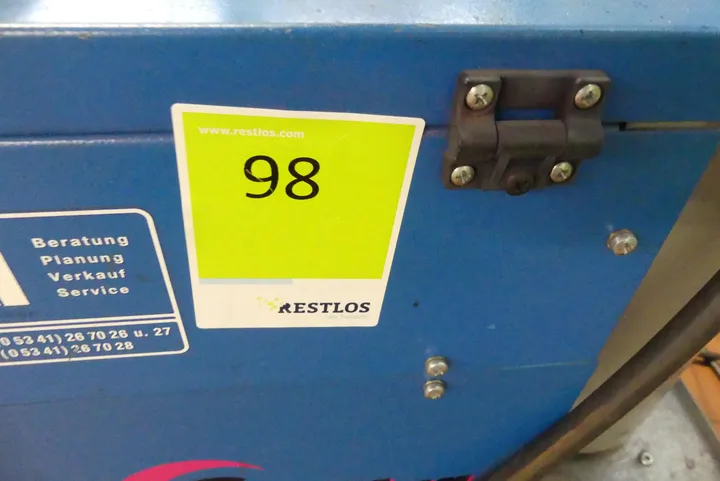 www.restlos.com
98
RESTLOS
Beratung
Planung
Verkauf
Service
0 53 41) 26 70 26 u. 27
(0 53 41) 26 70 28